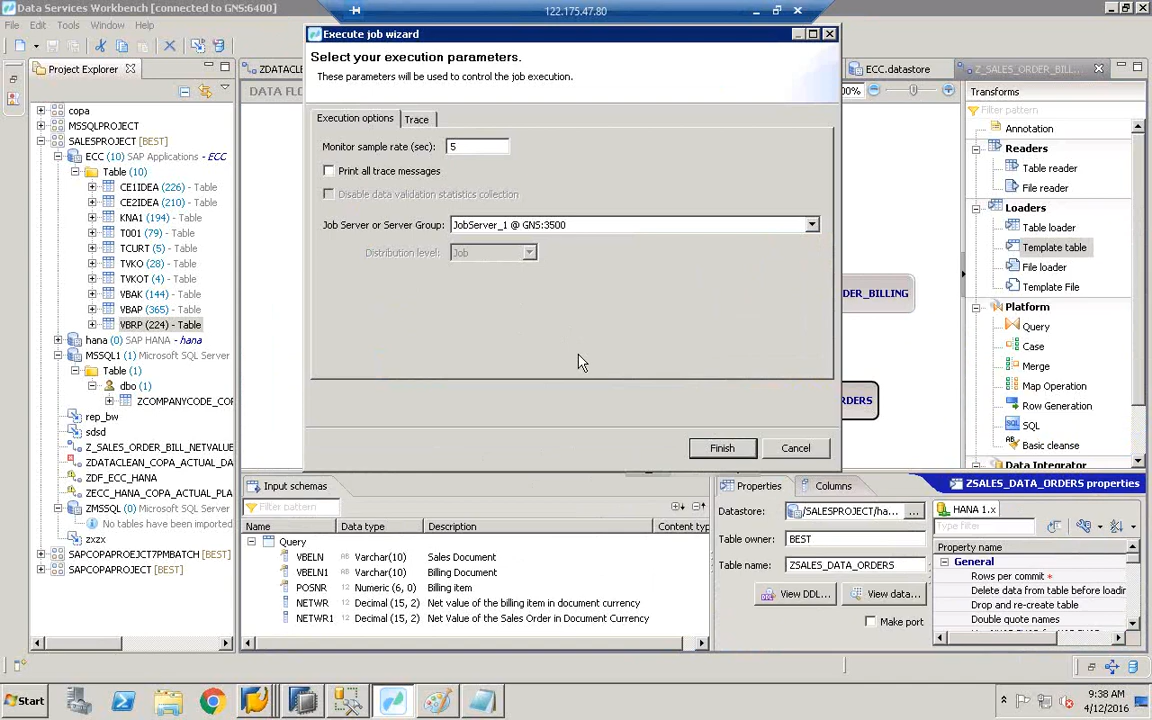 Data Services Workbench [connected to GNS:6400]
122.175.47.80
File Edit Tools Window Help
Project Explorer
ZDATACLE
DATA FLO
copa
MSSQLPROJECT
SALESPROJECT [BEST]
ECC (10) SAP Applications - ECC
Table (10)
CE1IDEA (226) - Table
CE2IDEA (210) - Table
KNA1 (194) - Table
T001 (79) - Table
TCURT (5) - Table
TVKO (28) - Table
TVKOT (4) - Table
VBAK (144) - Table
VBAP (365) - Table
VBRP (224) - Table
hana (0) SAP HANA - hana
MSSQL1 (1) Microsoft SQL Server
Table (1)
dbo (1)
ZCOMPANYCODE_COF
rep_bw
sdsd
Z_SALES_ORDER_BILL_NETVALUE
ZDATACLEAN_COPA_ACTUAL_DA
ZDF_ECC_HANA
ZECC_HANA_COPA_ACTUAL_PLA
ZMSSQL (0) Microsoft SQL Server
No tables have been imported
zxzx
SAPCOPAPROEJCT7PMBATCH [BEST]
SAPCOPAPROJECT [BEST]
Execute job wizard
Select your execution parameters.
These parameters will be used to control the job execution.
Execution options
Trace
Monitor sample rate (sec): 5
Print all trace messages
Disable data validation statistics collection
Job Server or Server Group: JobServer_1 @ GNS:3500
Distribution level: Job
Finish
Cancel
ECC.datastore
Z_SALES_ORDER_BILL...
00%
DER_BILLING
RDERS
Transforms
Filter pattern
Annotation
Readers
Table reader
File reader
Loaders
Table loader
Template table
File loader
Template File
Platform
Query
Case
Merge
Map Operation
Row Generation
SQL
Basic cleanse
Data Integrator
Input schemas
Filter pattern
Name Data type Description Content typ
Query
VBELN Varchar(10) Sales Document
VBELN1 Varchar(10) Billing Document
POSNR 12 Numeric (6, 0) Billing item
NETWR 12 Decimal (15, 2) Net value of the billing item in document currency
NETWR1 12 Decimal (15, 2) Net Value of the Sales Order in Document Currency
Properties
Columns
ZSALES_DATA_ORDERS properties
Datastore: /SALESPROJECT/ha... ...
Table owner: BEST
Table name: ZSALES_DATA_ORDERS
View DDL...
View data...
Make port
HANA 1.x
Type filter
Property name
General
Rows per commit *
Delete data from table before loadin
Drop and re-create table
Double quote names
Start
9:38 AM
4/12/2016